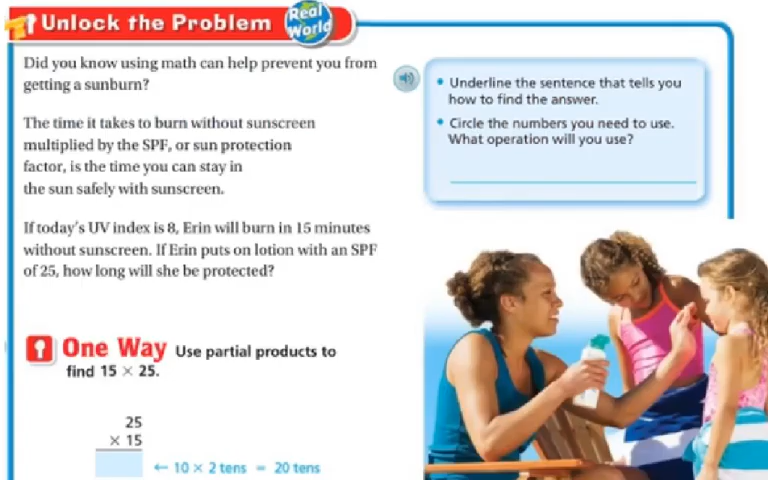 Unlock the Problem
Real
World
Did you know using math can help prevent you from
getting a sunburn?
The time it takes to burn without sunscreen
multiplied by the SPF, or sun protection
factor, is the time you can stay in
the sun safely with sunscreen.
If today's UV index is 8, Erin will burn in 15 minutes
without sunscreen. If Erin puts on lotion with an SPF
of 25, how long will she be protected?
• Underline the sentence that tells you
how to find the answer.
• Circle the numbers you need to use.
What operation will you use?
One Way Use partial products to
find 15 × 25.
25
× 15
← 10 × 2 tens = 20 tens